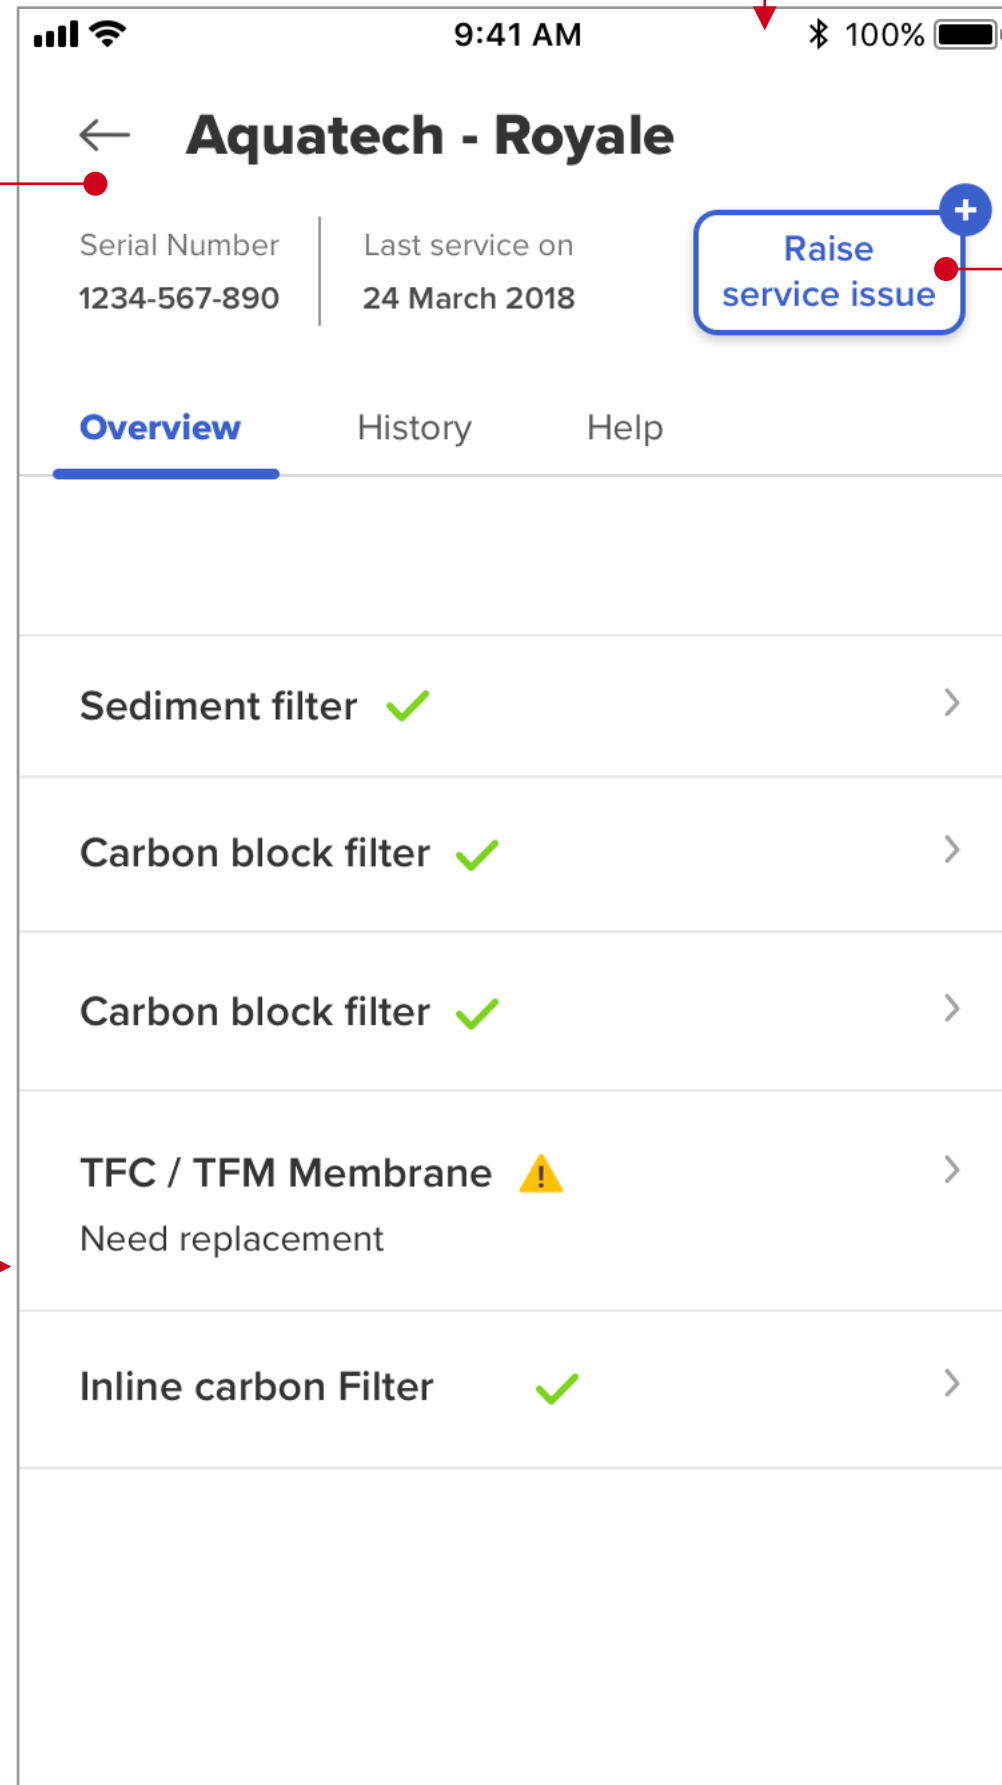 9:41 AM
100%
Aquatech - Royale
Serial Number
1234-567-890
Last service on
24 March 2018
+
Raise
service issue
Overview
History
Help
Sediment filter
Carbon block filter
Carbon block filter
TFC / TFM Membrane
Need replacement
Inline carbon Filter